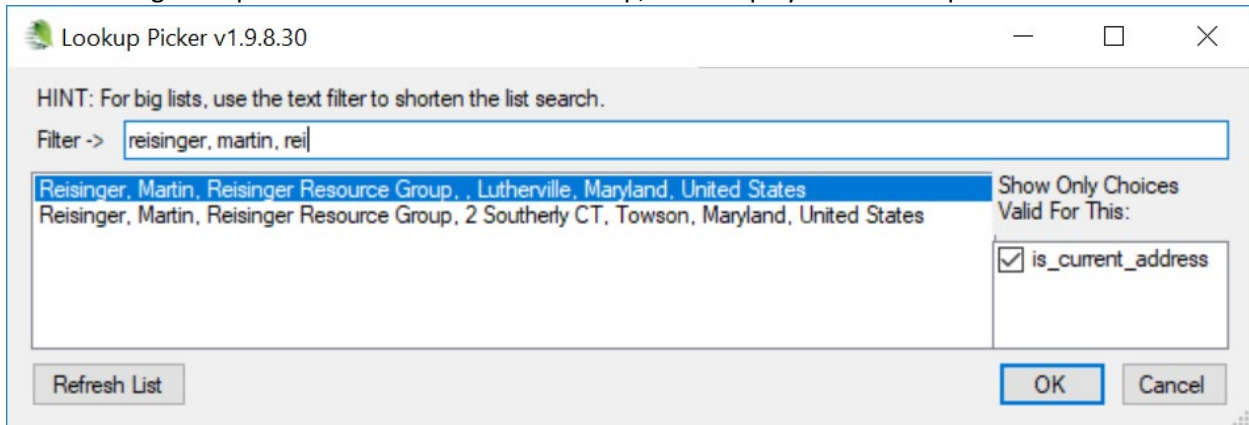 Lookup Picker v1.9.8.30
HINT: For big lists, use the text filter to shorten the list search.
Filter -> reisinger, martin, rei
Reisinger, Martin, Reisinger Resource Group, , Lutherville, Maryland, United States
Reisinger, Martin, Reisinger Resource Group, 2 Southerly CT, Towson, Maryland, United States
Show Only Choices
Valid For This:
is_current_address
Refresh List
OK
Cancel